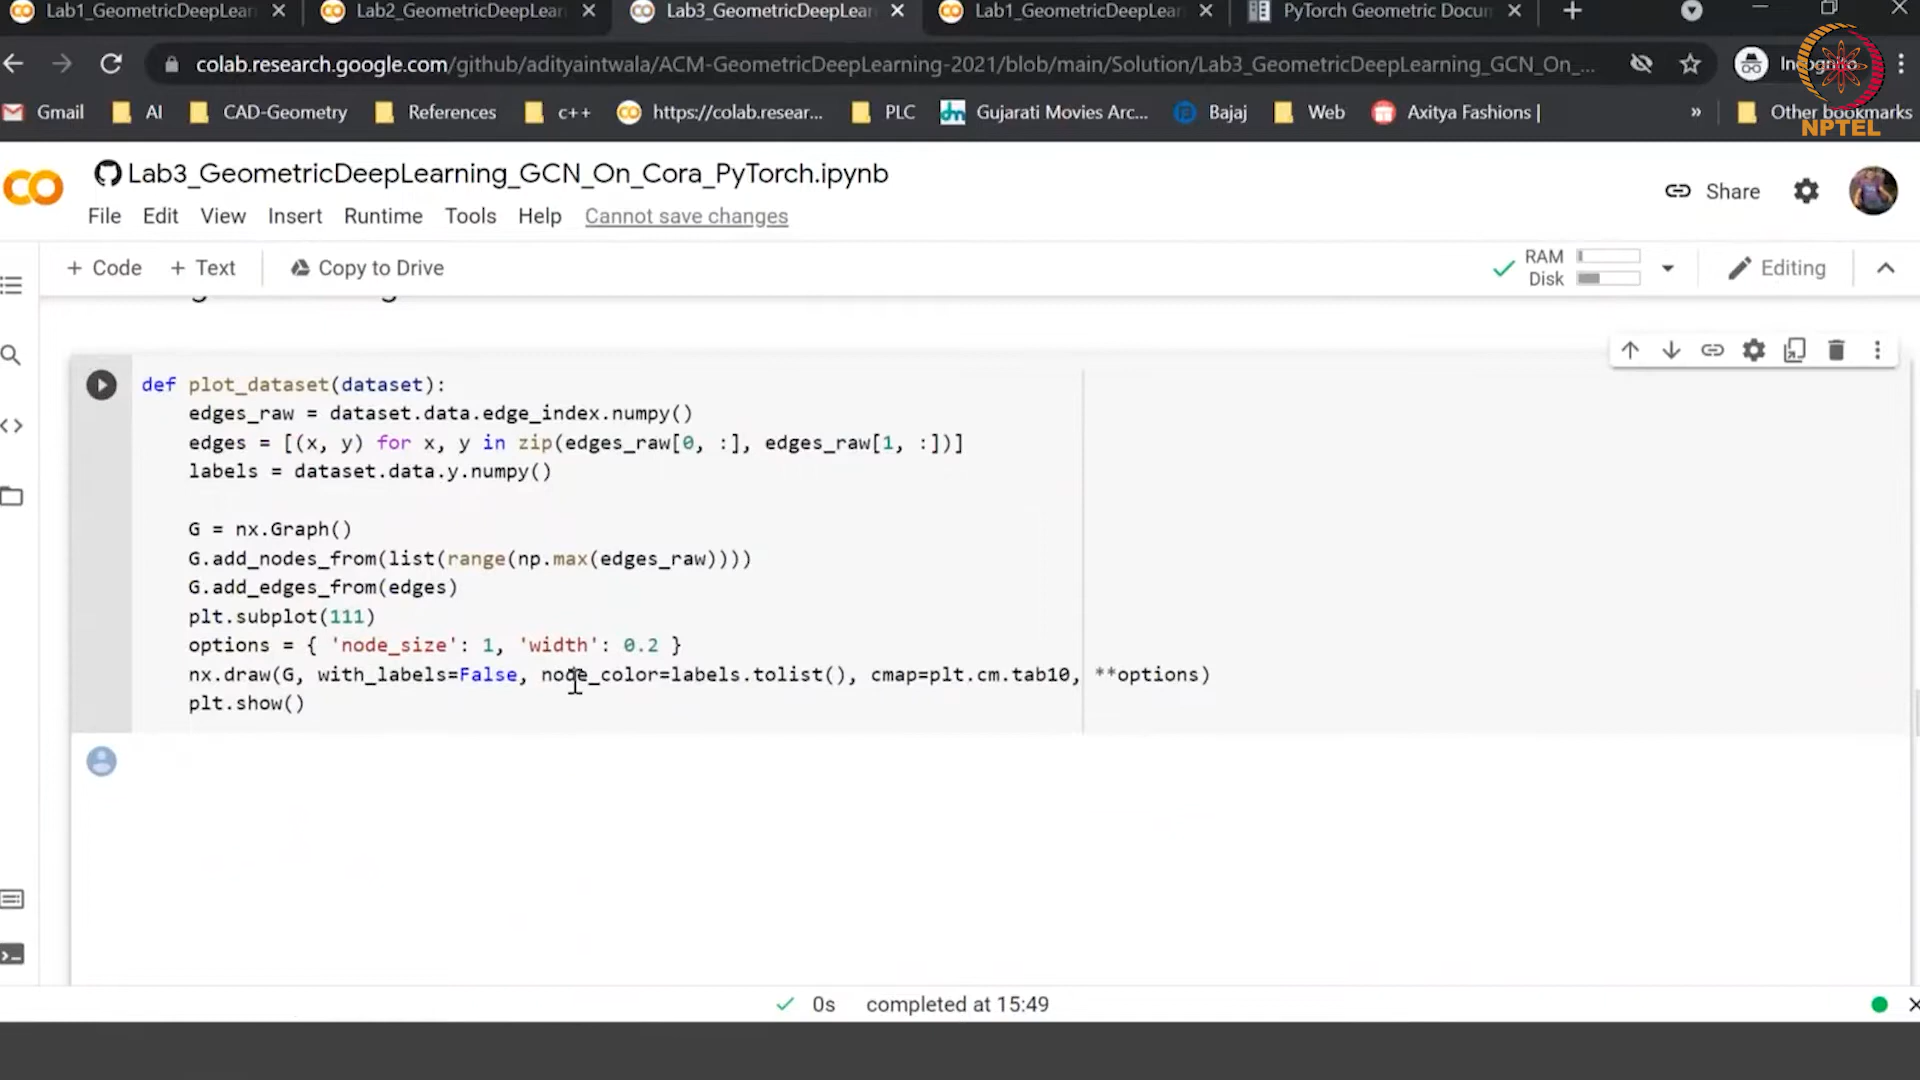 Lab1_GeometricDeepLear
Lab2_GeometricDeepLear
Lab3_GeometricDeepLear
Lab1_GeometricDeepLear
PyTorch Geometric Docum
colab.research.google.com/github/adityaintwala/ACM-GeometricDeepLearning-2021/blob/main/Solution/Lab3_GeometricDeepLearning_GCN_On_...
Gmail
AI
CAD-Geometry
References
c++
https://colab.resear...
PLC
Gujarati Movies Arc...
Bajaj
Web
Axitya Fashions |
»
Other bookmarks
NPTEL
Lab3_GeometricDeepLearning_GCN_On_Cora_PyTorch.ipynb
Share
File Edit View Insert Runtime Tools Help Cannot save changes
+ Code + Text Copy to Drive
RAM
Disk
Editing
def plot_dataset(dataset):
edges_raw = dataset.data.edge_index.numpy()
edges = [(x, y) for x, y in zip(edges_raw[0, :], edges_raw[1, :])]
labels = dataset.data.y.numpy()
G = nx.Graph()
G.add_nodes_from(list(range(np.max(edges_raw))))
G.add_edges_from(edges)
plt.subplot(111)
options = { 'node_size': 1, 'width': 0.2 }
nx.draw(G, with_labels=False, node_color=labels.tolist(), cmap=plt.cm.tab10, **options)
plt.show()
0s completed at 15:49